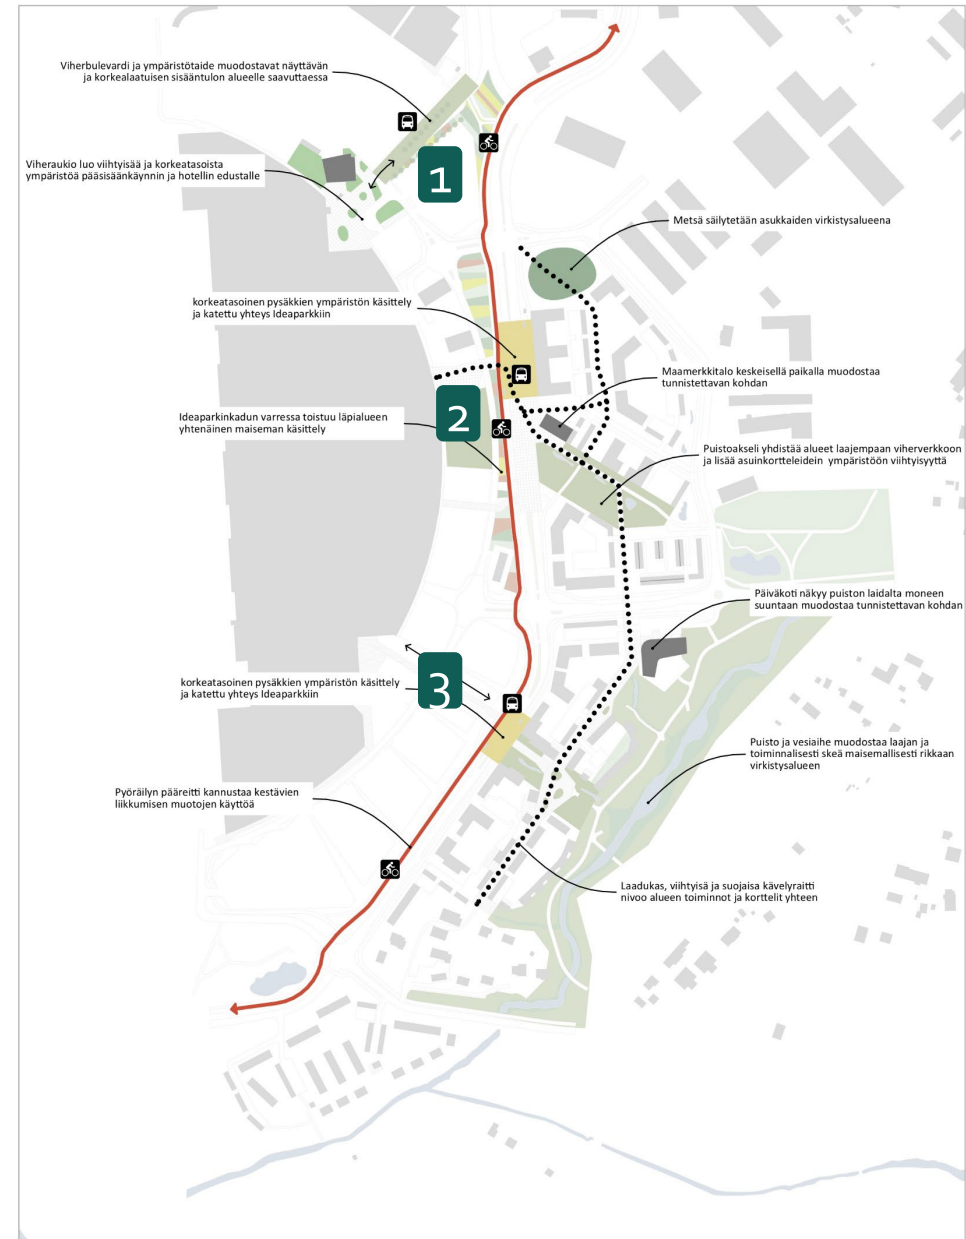 Viherbulevardi ja ympäristötaide muodostavat näyttävän
ja korkealaatuisen sisääntulon alueelle saavuttaessa
1
Viheraukio luo viihtyisää ja korkeatasoista
ympäristöä pääsisäänkäynnin ja hotellin edustalle
Metsä säilytetään asukkaiden virkistysalueena
korkeatasoinen pysäkkien ympäristön käsittely
ja katettu yhteys Ideaparkkiin
Maamerkkitalo keskeisellä paikalla muodostaa
tunnistettavan kohdan
2
Ideaparkinkadun varressa toistuu läpialueen
yhtenäinen maiseman käsittely
Puistoakseli yhdistää alueet laajempaan viherverkkoon
ja lisää asuinkortteleidein ympäristöön viihtyisyyttä
Päiväkoti näkyy puiston laidalta moneen
suuntaan muodostaa tunnistettavan kohdan
3
korkeatasoinen pysäkkien ympäristön käsittely
ja katettu yhteys Ideaparkkiin
Puisto ja vesiaihe muodostaa laajan ja
toiminnalisesti skeä maisemallisesti rikkaan
virkistysalueen
Pyöräilyn pääreitti kannustaa kestävien
liikkumisen muotojen käyttöä
Laadukas, viihtyisä ja suojaisa kävelyraitti
nivoo alueen toiminnot ja korttelit yhteen